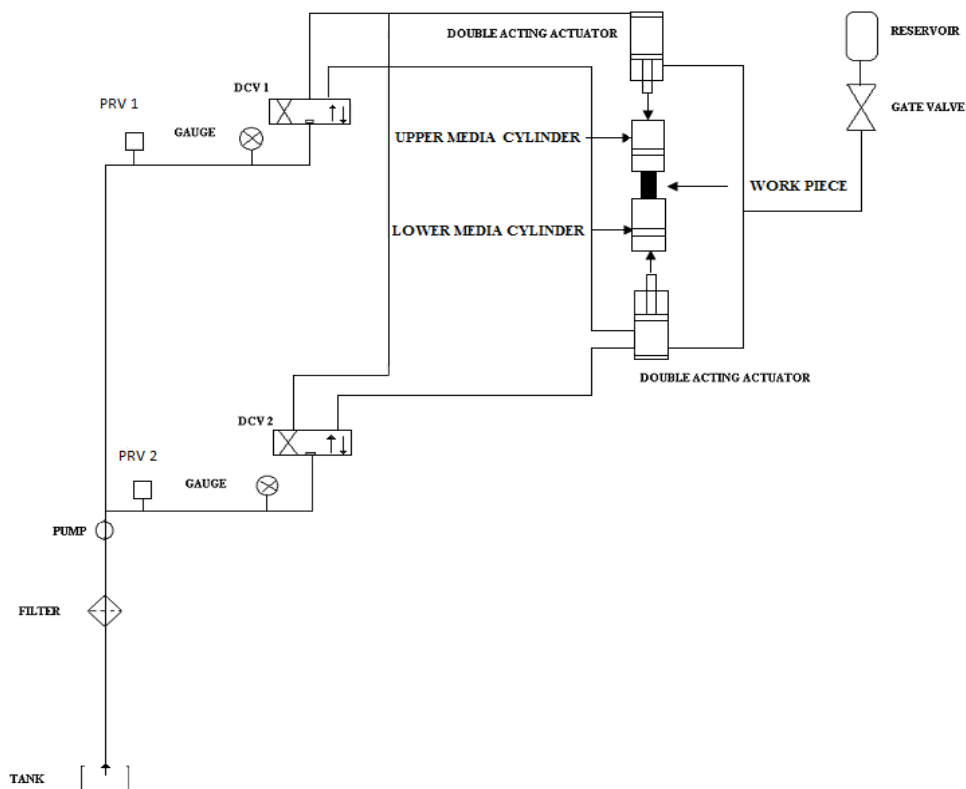 DOUBLE ACTING ACTUATOR
RESERVOIR
DCV 1
PRV 1
GATE VALVE
GAUGE
UPPER MEDIA CYLINDER
WORK PIECE
LOWER MEDIA CYLINDER
DOUBLE ACTING ACTUATOR
DCV 2
PRV 2
GAUGE
PUMP
FILTER
TANK